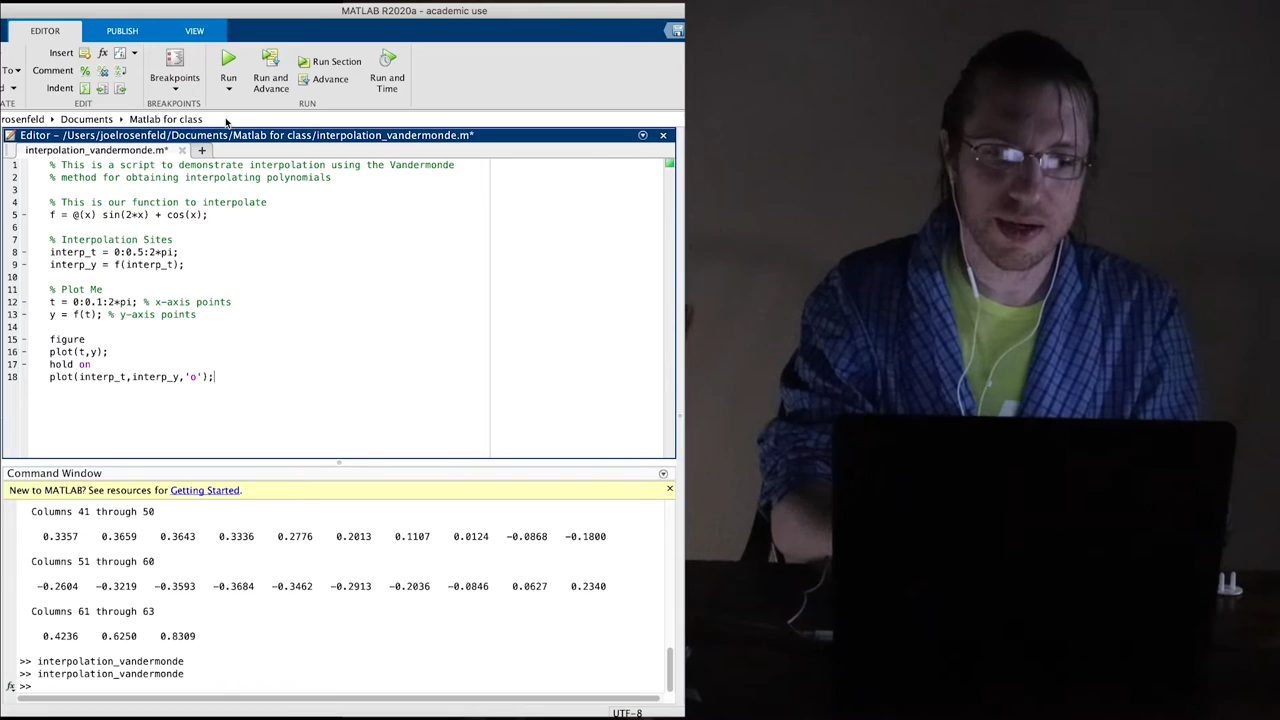 MATLAB R2020a - academic use
EDITOR PUBLISH VIEW
Insert fx
Run Section
To Comment %
Breakpoints Run Run and Advance Advance Run and Time
Indent
ATE EDIT BREAKPOINTS RUN
rosenfeld Documents Matlab for class
Editor - /Users/joelrosenfeld/Documents/Matlab for class/interpolation_vandermonde.m*
interpolation_vandermonde.m* +
1 % This is a script to demonstrate interpolation using the Vandermonde
2 % method for obtaining interpolating polynomials
3
4 % This is our function to interpolate
5 - f = @(x) sin(2*x) + cos(x);
6
7 % Interpolation Sites
8 - interp_t = 0:0.5:2*pi;
9 - interp_y = f(interp_t);
10
11 % Plot Me
12 - t = 0:0.1:2*pi; % x-axis points
13 - y = f(t); % y-axis points
14
15 - figure
16 - plot(t,y);
17 - hold on
18 - plot(interp_t,interp_y,'o');
Command Window
New to MATLAB? See resources for Getting Started.
Columns 41 through 50
0.3357 0.3659 0.3643 0.3336 0.2776 0.2013 0.1107 0.0124 -0.0868 -0.1800
Columns 51 through 60
-0.2604 -0.3219 -0.3593 -0.3684 -0.3462 -0.2913 -0.2036 -0.0846 0.0627 0.2340
Columns 61 through 63
0.4236 0.6250 0.8309
>> interpolation_vandermonde
>> interpolation_vandermonde
fx >>
UTF-8